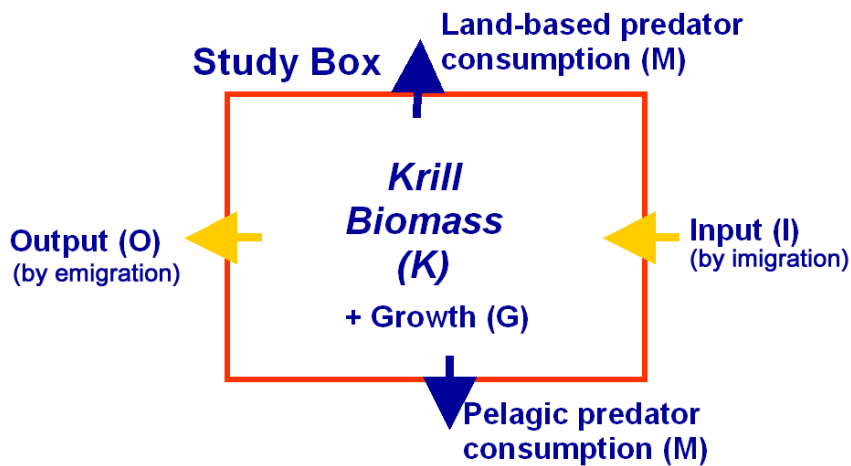 Land-based predator
consumption (M)
Study Box
Krill
Biomass
(K)
+ Growth (G)
Output (O)
(by emigration)
Input (I)
(by imigration)
Pelagic predator
consumption (M)